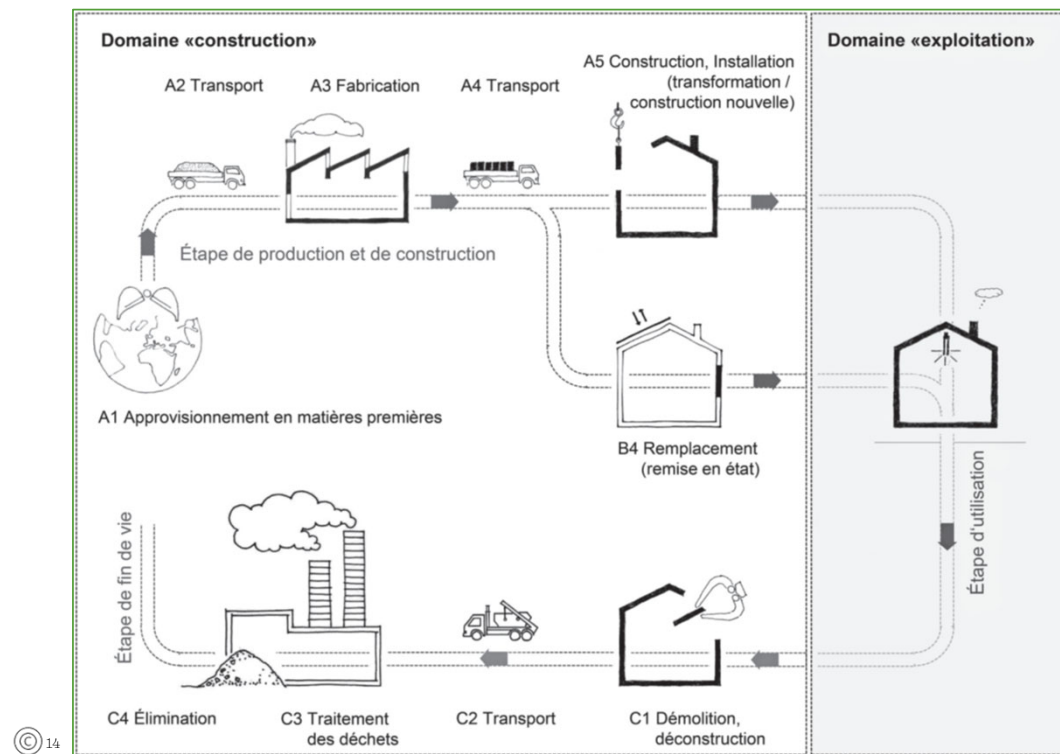 Domaine «construction»
Domaine «exploitation»
A2 Transport
A3 Fabrication
A4 Transport
A5 Construction, Installation
(transformation /
construction nouvelle)
Étape de production et de construction
A1 Approvisionnement en matières premières
B4 Remplacement
(remise en état)
Étape d'utilisation
Étape de fin de vie
C4 Élimination
C3 Traitement
des déchets
C2 Transport
C1 Démolition,
déconstruction
© 14